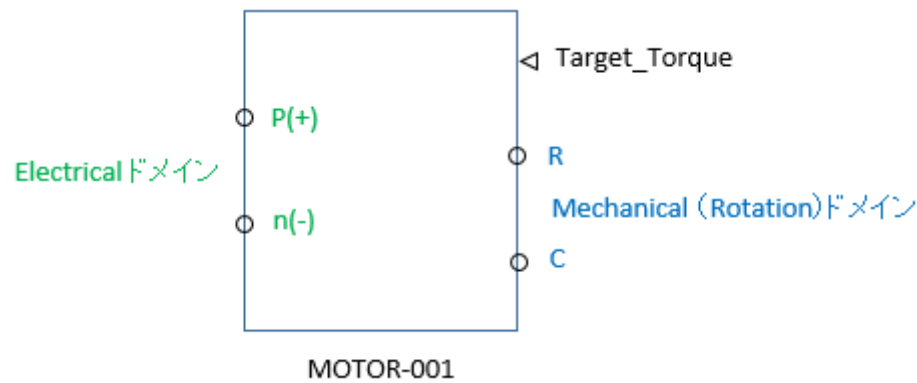 Target_Torque
P(+)
R
Electricalドメイン
Mechanical（Rotation)ドメイン
n(-)
C
MOTOR-001